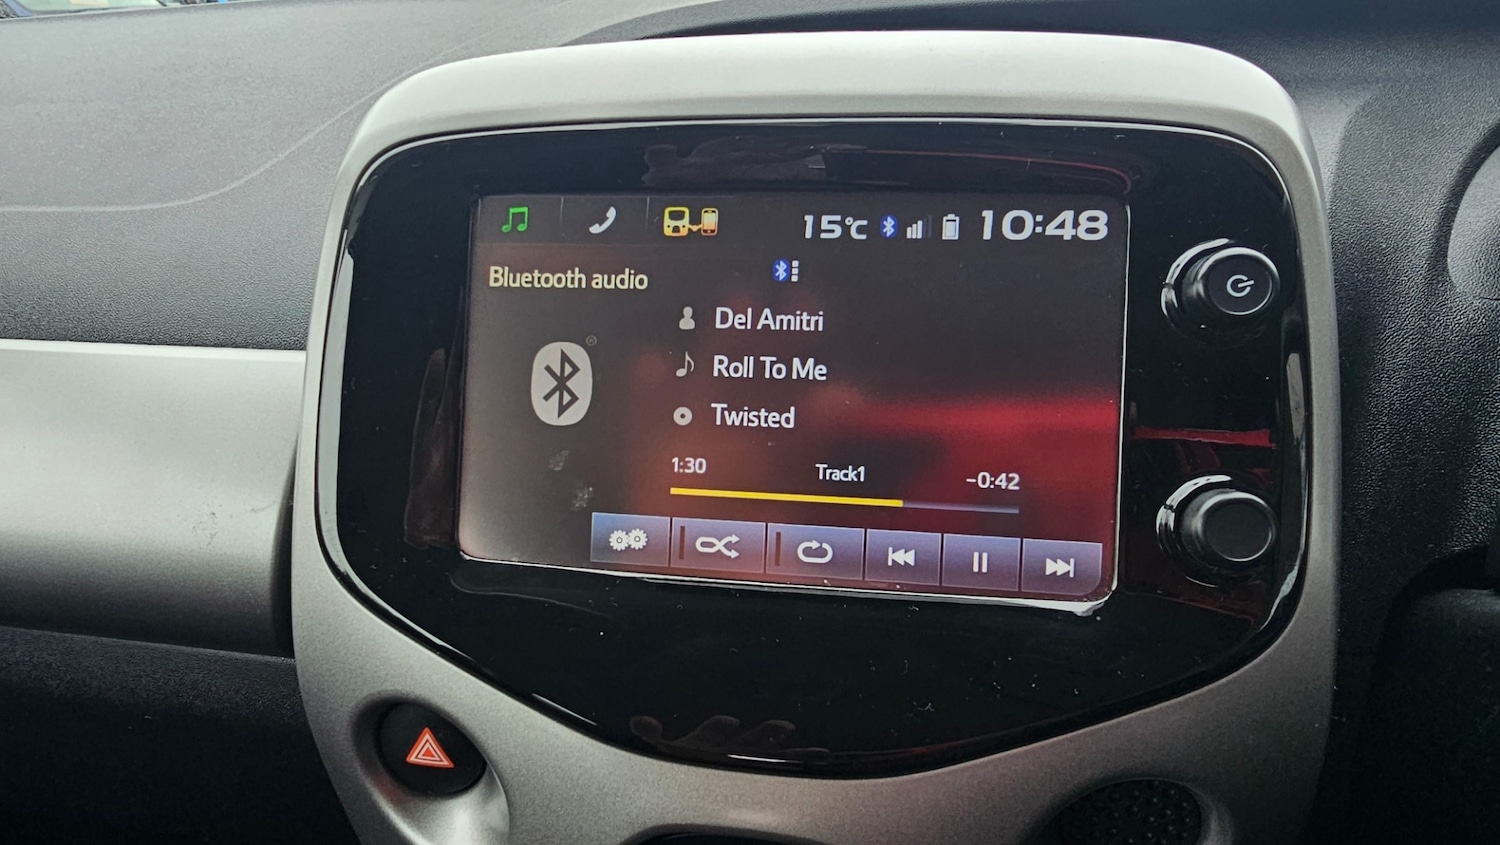 15°C 10:48
Bluetooth audio
®
Del Amitri
Roll To Me
Twisted
1:30 Track1 -0:42